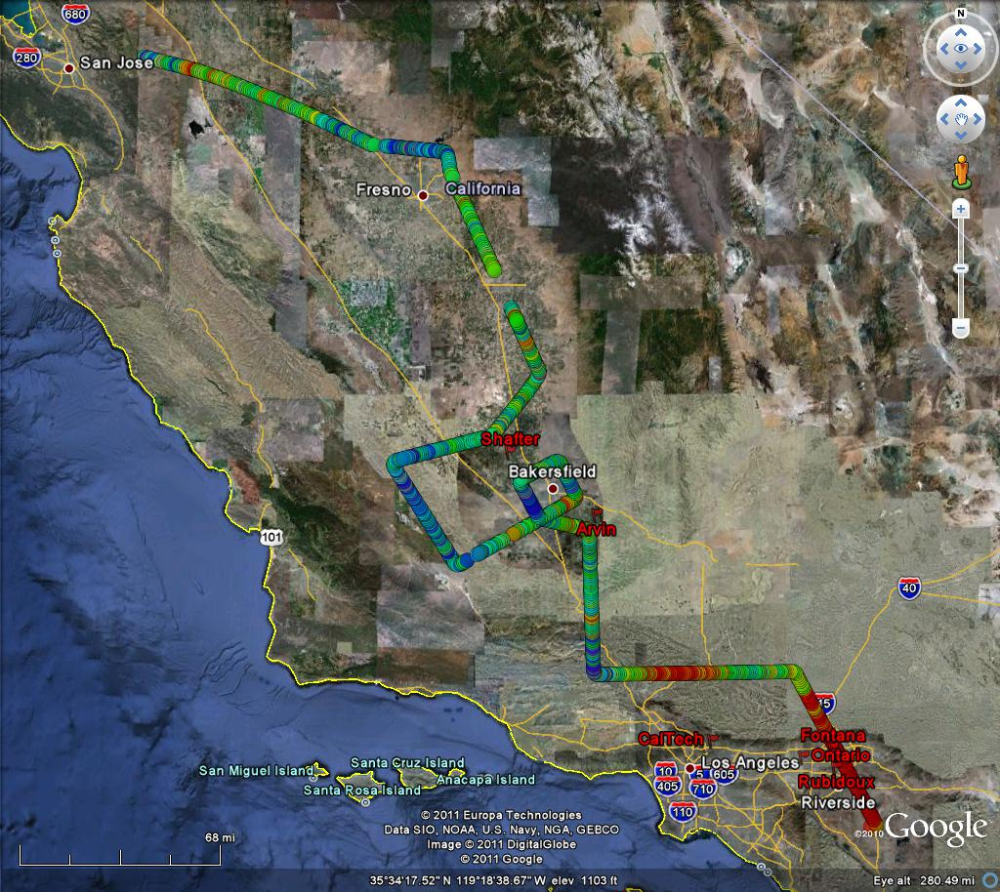 680
N
280
San Jose
Fresno
California
Shafter
Bakersfield
Arvin
101
40
15
Fontana
CalTech
Ontario
Los Angeles
10
5
605
405
710
Rubidoux
Riverside
110
San Miguel Island
Santa Cruz Island
Anacapa Island
Santa Rosa Island
© 2011 Europa Technologies
Data SIO, NOAA, U.S. Navy, NGA, GEBCO
Image © 2011 DigitalGlobe
© 2011 Google
©2010 Google
68 mi
35°34'17.52" N 119°18'38.67" W elev 1103 ft
Eye alt 280.49 mi